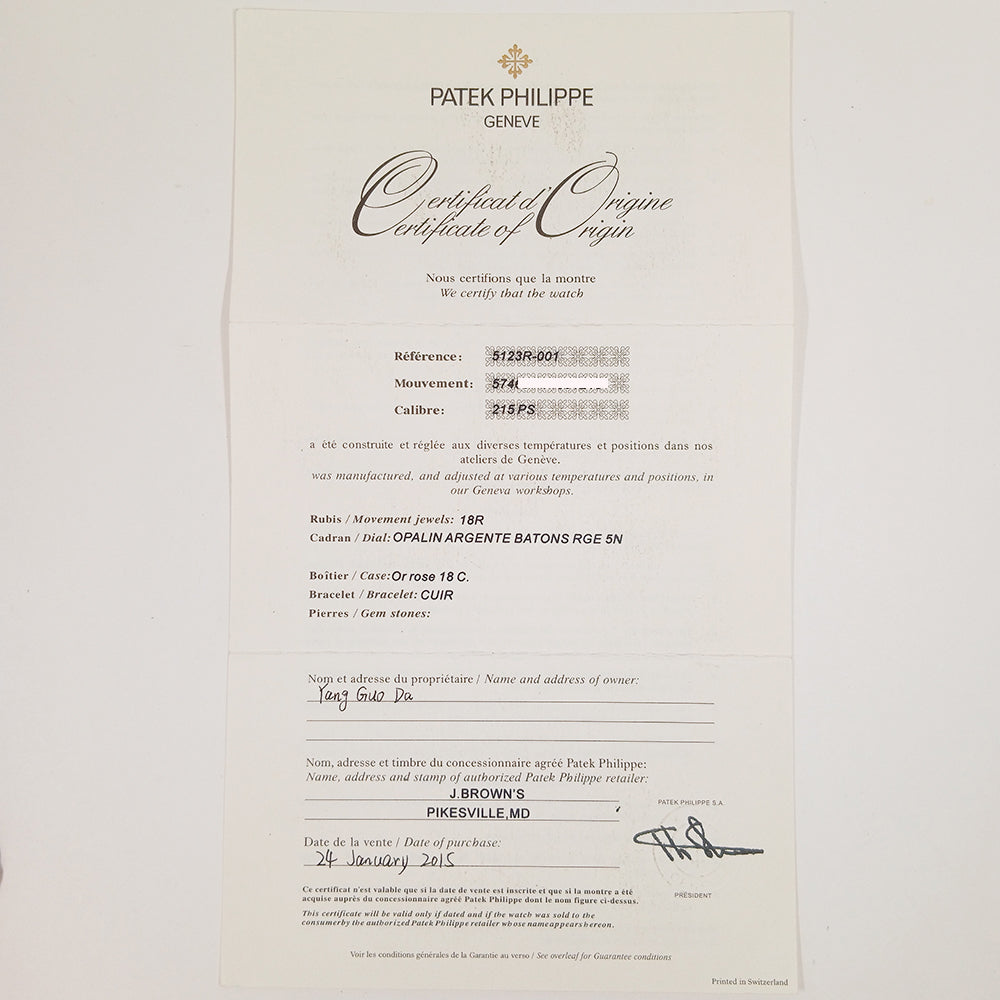 PATEK PHILIPPE
GENEVE
Certificat d'Origine
Certificate of Origin
Nous certifions que la montre
We certify that the watch
Référence: 5123R-001
Mouvement: 574
Calibre: 215 PS
a été construite et réglée aux diverses températures et positions dans nos
ateliers de Genève.
was manufactured, and adjusted at various temperatures and positions, in
our Geneva workshops.
Rubis / Movement jewels: 18R
Cadran / Dial: OPALIN ARGENTE BATONS RGE 5N
Boîtier / Case: Or rose 18 C.
Bracelet / Bracelet: CUIR
Pierres / Gem stones:
Nom et adresse du propriétaire / Name and address of owner:
Yang Guo Da
Nom, adresse et timbre du concessionnaire agréé Patek Philippe:
Name, address and stamp of authorized Patek Philippe retailer:
J.BROWN'S
PIKESVILLE,MD
PATEK PHILIPPE S.A.
Date de la vente / Date of purchase:
24 January 2015
PRÉSIDENT
Ce certificat n'est valable que si la date de vente est inscrite et que si la montre a été
acquise auprès du concessionnaire agréé Patek Philippe dont le nom figure ci-dessus.
This certificate will be valid only if dated and if the watch was sold to the
consumerby the authorized Patek Philippe retailer whose name appears hereon.
Voir les conditions générales de la Garantie au verso / See overleaf for Guarantee conditions
Printed in Switzerland